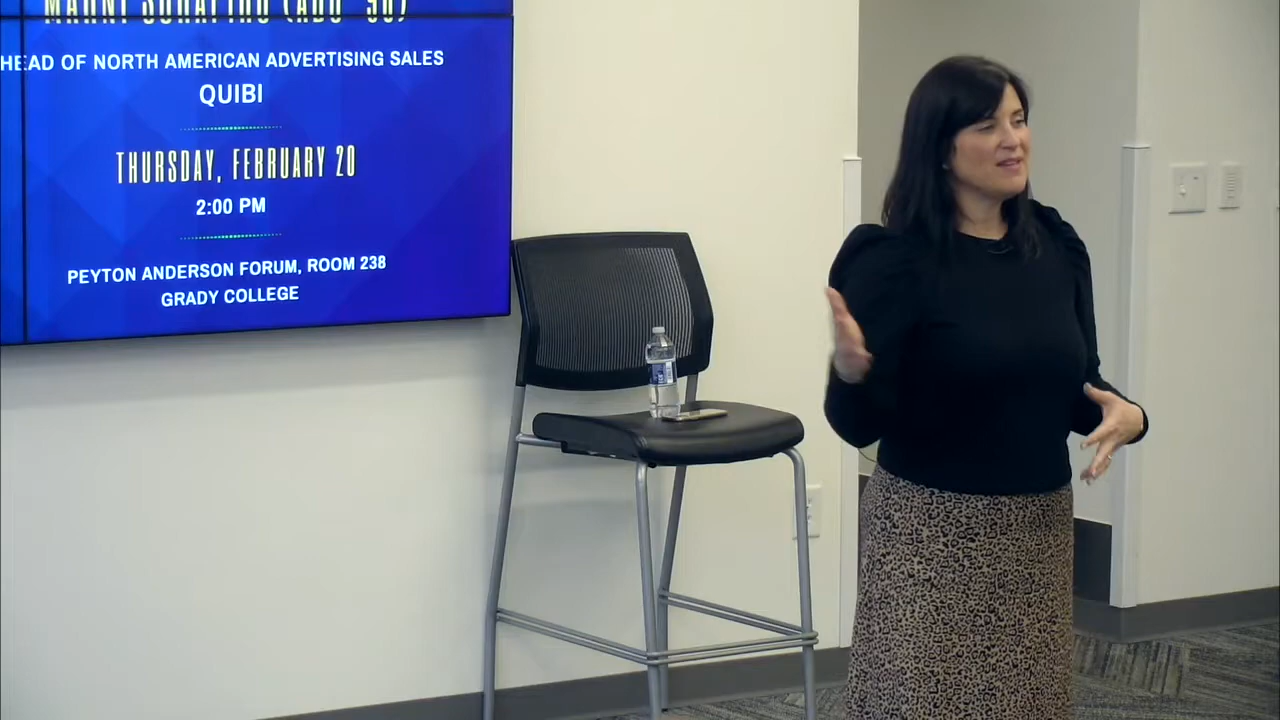 HEAD OF NORTH AMERICAN ADVERTISING SALES
QUIBI
THURSDAY, FEBRUARY 20
2:00 PM
PEYTON ANDERSON FORUM, ROOM 238
GRADY COLLEGE